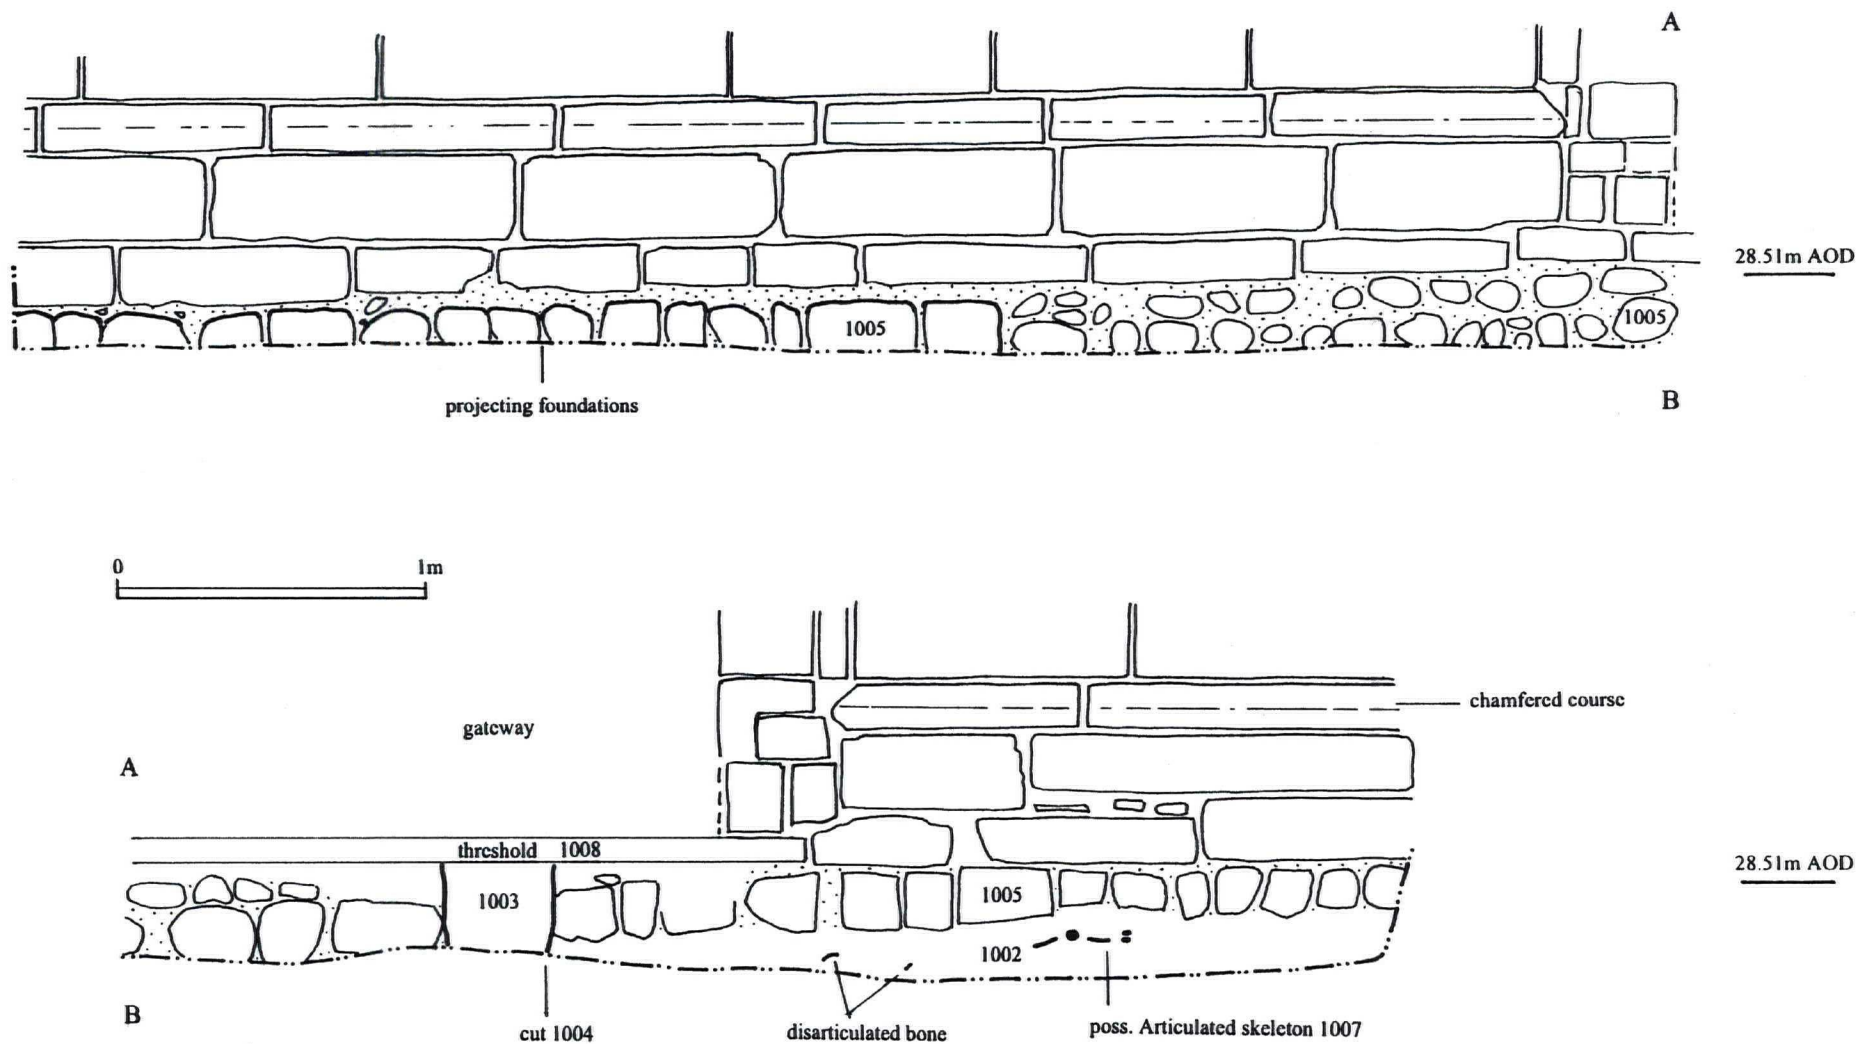 A
28.51m AOD
1005
1005
projecting foundations
B
0 1m
chamfered course
gateway
A
threshold 1008
28.51m AOD
1003
1005
1002
B
cut 1004
disarticulated bone
poss. Articulated skeleton 1007